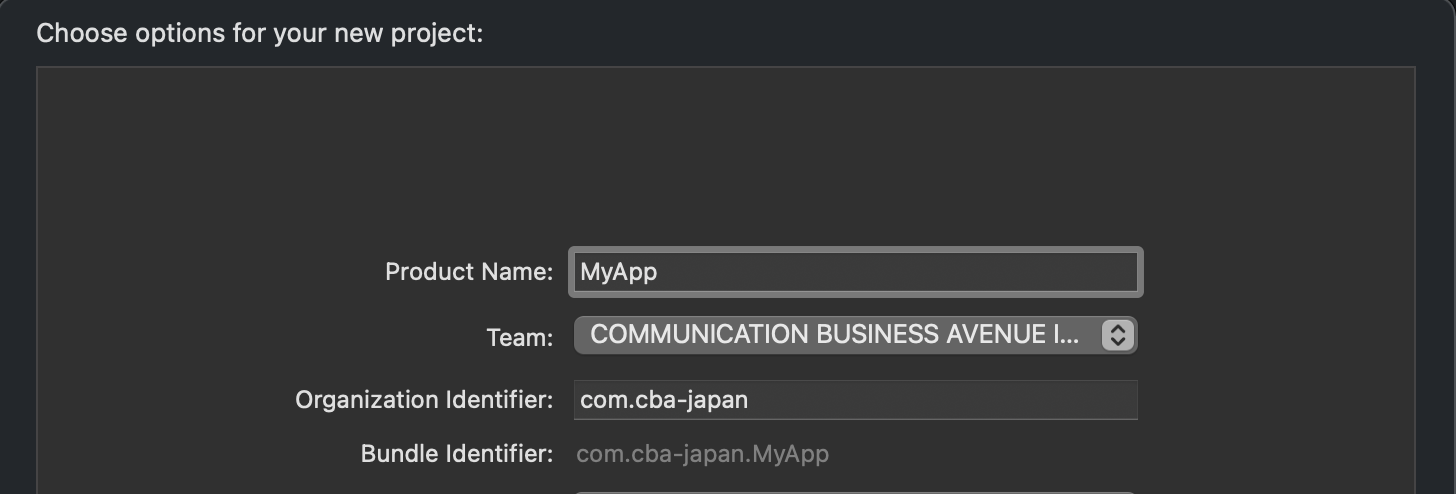 Choose options for your new project:
Product Name: MyApp
Team: COMMUNICATION BUSINESS AVENUE I...
Organization Identifier: com.cba-japan
Bundle Identifier: com.cba-japan.MyApp